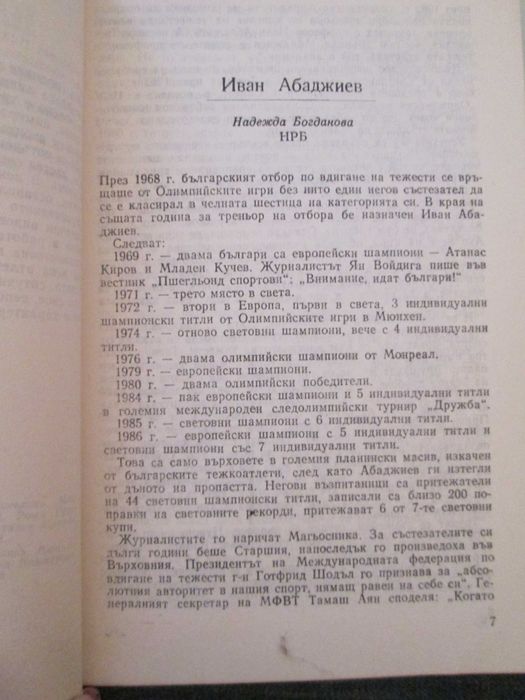 Иван Абаджиев
Надежда Богданова
НРБ
През 1968 г. българският отбор по вдигане на тежести се връ-
щаше от Олимпийските игри без нито един негов състезател да
се е класирал в челната шестица на категорията си. В края на
същата година за треньор на отбора бе назначен Иван Аба-
джиев.
Следват:
1969 г. — двама българи са европейски шампиони — Атанас
Киров и Младен Кучев. Журналистът Ян Войдига пише във
вестник „Пшегльонд спортови“: „Внимание, идат българи!“
1971 г. — трето място в света.
1972 г. — втори в Европа, първи в света, 3 индивидуални
шампионски титли от Олимпийските игри в Мюнхен.
1974 г. — отново световни шампиони, вече с 4 индивидуални
титли.
1976 г. — двама олимпийски шампиони от Монреал.
1979 г. — европейски шампиони.
1980 г. — двама олимпийски победители.
1984 г. — пак европейски шампиони и 5 индивидуални титли
в големия международен следолимпийски турнир „Дружба“.
1985 г. — световни шампиони с 6 индивидуални титли.
1986 г. — европейски шампиони с 5 индивидуални титли и
световни шампиони със 7 индивидуални титли.
Това са само върховете в големия планински масив, изкачен
от българските тежкоатлети, след като Абаджиев ги изтегли
от дъното на пропастта. Негови възпитаници са притежатели
на 44 световни шампионски титли, записали са близо 200 по-
правки на световните рекорди, притежават 6 от 7-те световни
купи.
Журналистите го наричат Магьосника. За състезателите си
дълги години беше Старшия, напоследък го произведоха във
Върховния. Президентът на Международната федерация по
вдигане на тежести г-н Готфрид Шодъл го признава за „абсо-
лютния авторитет в нашия спорт, нямащ равен на себе си“. Ге-
нералният секретар на МФВТ Тамаш Аян споделя: „Когато
7